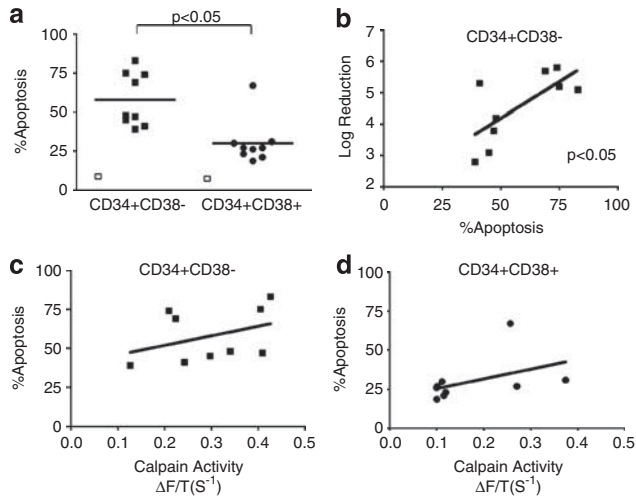 a
p<0.05
%Apoptosis
100
75
50
25
0
CD34+CD38-
CD34+CD38+
b
CD34+CD38-
Log Reduction
7
6
5
4
3
2
p<0.05
0
25
50
75
100
%Apoptosis
c
CD34+CD38-
%Apoptosis
100
75
50
25
0
0.0
0.1
0.2
0.3
0.4
0.5
Calpain Activity
ΔF/T(S⁻¹)
d
CD34+CD38+
%Apoptosis
100
75
50
25
0
0.0
0.1
0.2
0.3
0.4
0.5
Calpain Activity
ΔF/T(S⁻¹)